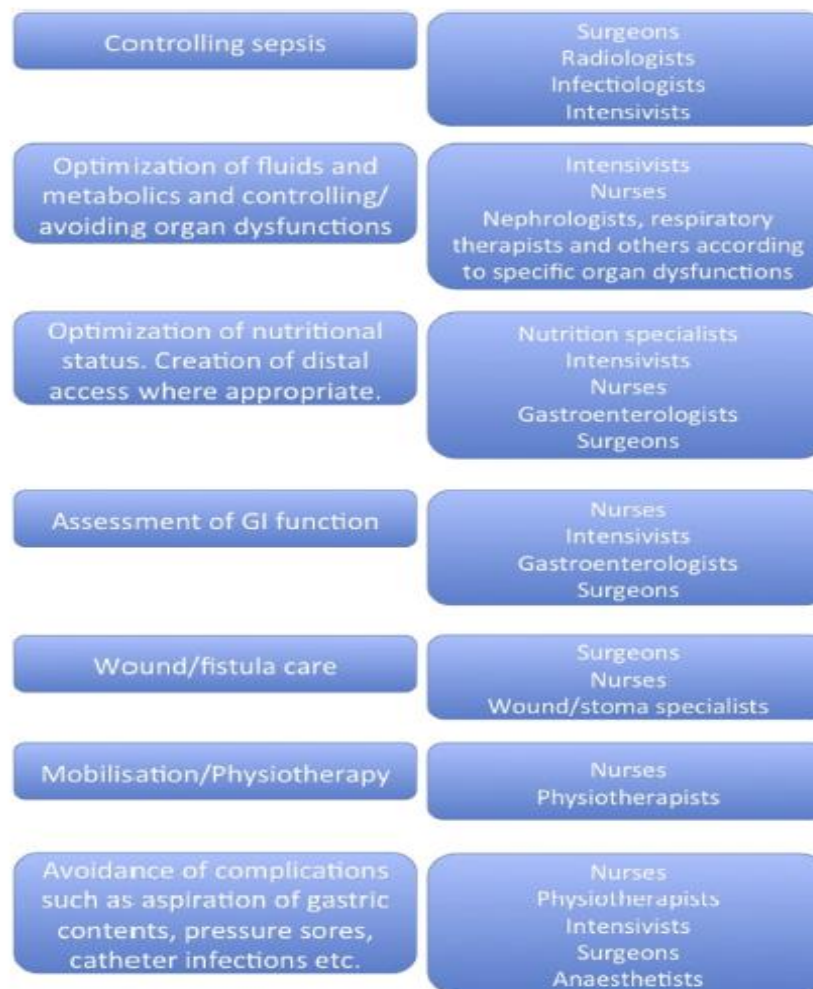 Controlling sepsis
Surgeons
Radiologists
Infectiologists
Intensivists
Optimization of fluids and
metabolics and controlling/
avoiding organ dysfunctions
Intensivists
Nurses
Nephrologists, respiratory
therapists and others according
to specific organ dysfunctions
Optimization of nutritional
status. Creation of distal
access where appropriate.
Nutrition specialists
Intensivists
Nurses
Gastroenterologists
Surgeons
Assessment of GI function
Nurses
Intensivists
Gastroenterologists
Surgeons
Wound/fistula care
Surgeons
Nurses
Wound/stoma specialists
Mobilisation/Physiotherapy
Nurses
Physiotherapists
Avoidance of complications
such as aspiration of gastric
contents, pressure sores,
catheter infections etc.
Nurses
Physiotherapists
Intensivists
Surgeons
Anaesthetists